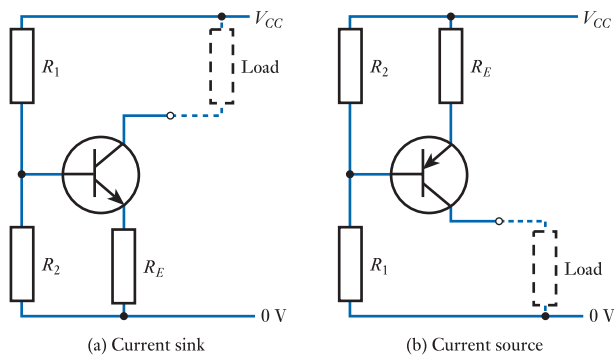 V_CC
R_1
Load
R_2
R_E
0 V
(a) Current sink
V_CC
R_2
R_E
R_1
Load
0 V
(b) Current source